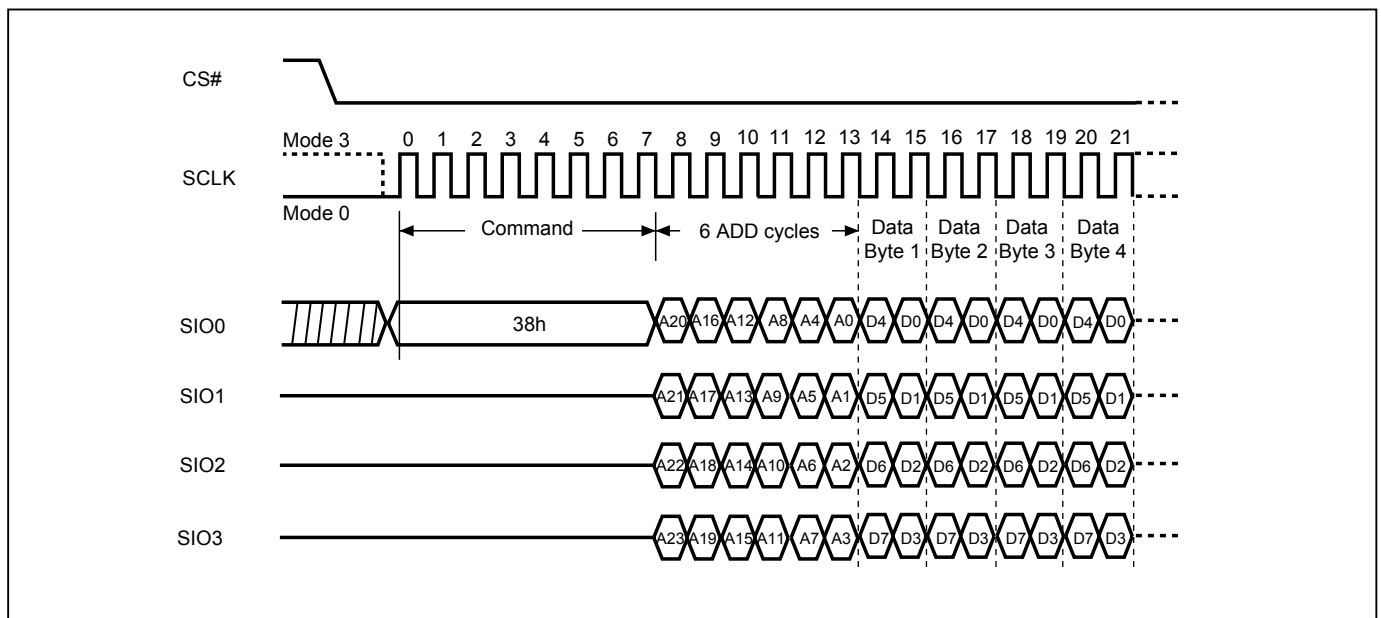 CS#
Mode 3
0 1 2 3 4 5 6 7 8 9 10 11 12 13 14 15 16 17 18 19 20 21
SCLK
Mode 0
Command
6 ADD cycles
Data Byte 1
Data Byte 2
Data Byte 3
Data Byte 4
SIO0
38h
A20 A16 A12 A8 A4 A0 D4 D0 D4 D0 D4 D0 D4 D0
SIO1
A21 A17 A13 A9 A5 A1 D5 D1 D5 D1 D5 D1 D5 D1
SIO2
A22 A18 A14 A10 A6 A2 D6 D2 D6 D2 D6 D2 D6 D2
SIO3
A23 A19 A15 A11 A7 A3 D7 D3 D7 D3 D7 D3 D7 D3